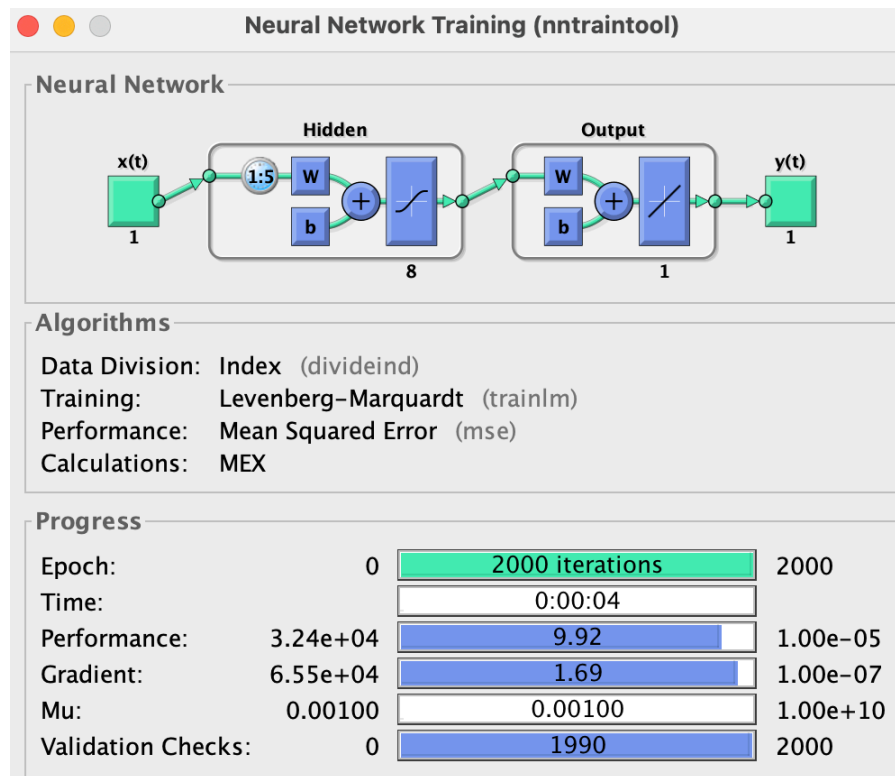 Neural Network Training (nntraintool)
Neural Network
Hidden
Output
x(t)
y(t)
1:5
W
W
+
+
b
b
1
8
1
1
Algorithms
Data Division: Index (divideind)
Training: Levenberg-Marquardt (trainlm)
Performance: Mean Squared Error (mse)
Calculations: MEX
Progress
Epoch: 0 2000 iterations 2000
Time: 0:00:04
Performance: 3.24e+04 9.92 1.00e-05
Gradient: 6.55e+04 1.69 1.00e-07
Mu: 0.00100 0.00100 1.00e+10
Validation Checks: 0 1990 2000